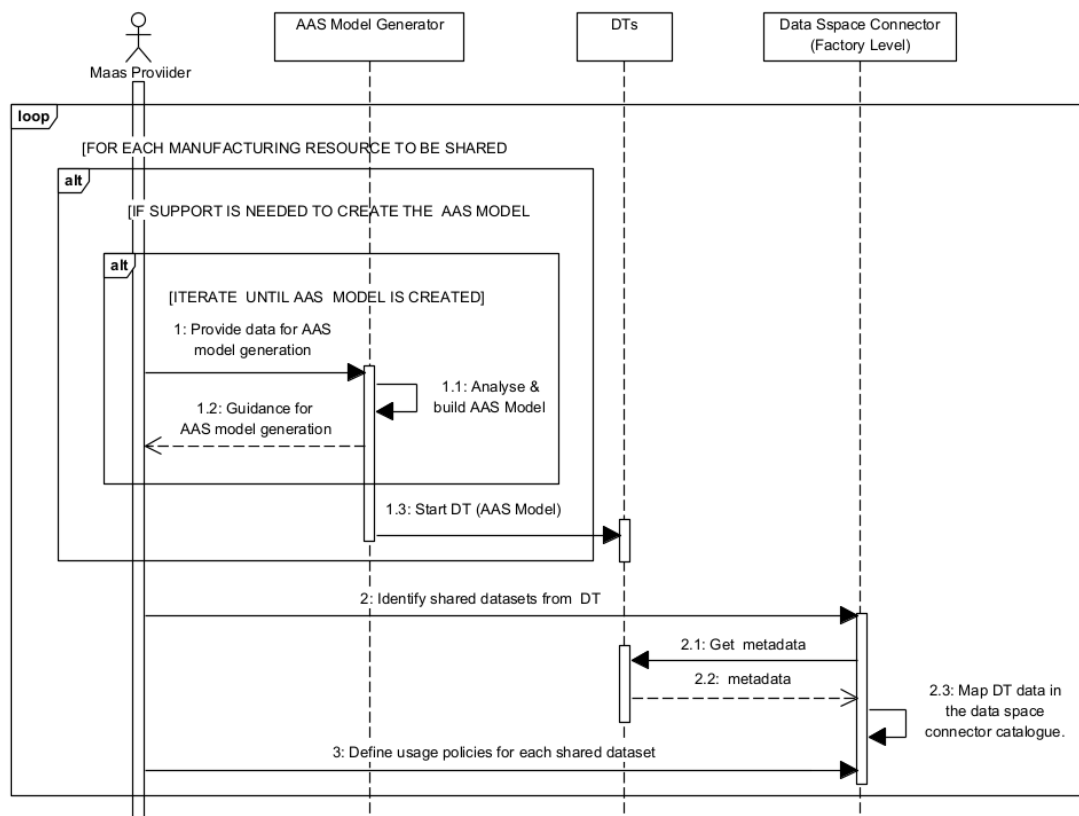 AAS Model Generator
DTs
Data Sspace Connector
(Factory Level)
Maas Proviider
loop
[FOR EACH MANUFACTURING RESOURCE TO BE SHARED
alt
[IF SUPPORT IS NEEDED TO CREATE THE AAS MODEL
alt
[ITERATE UNTIL AAS MODEL IS CREATED]
1: Provide data for AAS
model generation
1.1: Analyse &
build AAS Model
1.2: Guidance for
AAS model generation
1.3: Start DT (AAS Model)
2: Identify shared datasets from DT
2.1: Get metadata
2.2: metadata
2.3: Map DT data in
the data space
connector catalogue.
3: Define usage policies for each shared dataset